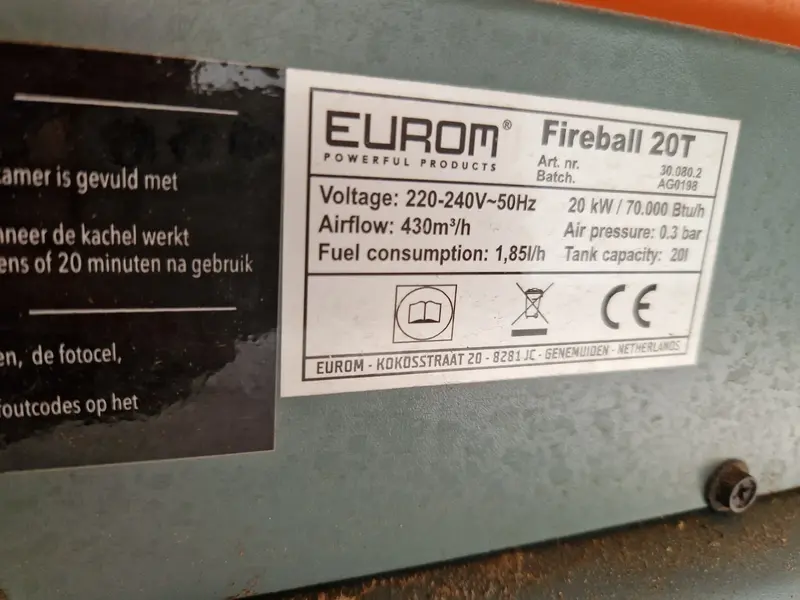 amer is gevuld met
nneer de kachel werkt
ens of 20 minuten na gebruik
en, de fotocel,
foutcodes op het
EUROM®
POWERFUL PRODUCTS
Fireball 20T
Art. nr. 30.080.2
Batch. AG0198
Voltage: 220-240V~50Hz 20 kW / 70.000 Btu/h
Airflow: 430m³/h Air pressure: 0.3 bar
Fuel consumption: 1,85l/h Tank capacity: 20l
CE
EUROM - KOKOSSTRAAT 20 - 8281 JC - GENEMUIDEN - NETHERLANDS